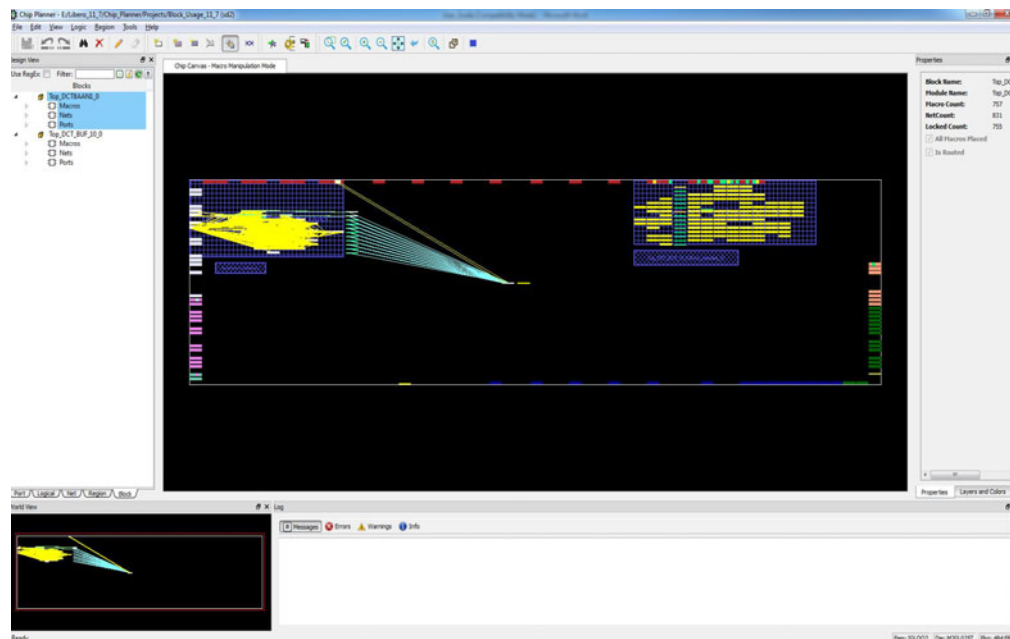 Chip Planner - E:/Libero_11_7/Chip_Planner/Projects/Block_Usage_11_7 (sd2)
File Edit View Logic Region Tools Help
Design View
Use RegEx: Filter:
Blocks
Top_DCT8AAN1_0
Macros
Nets
Ports
Top_DCT_BUF_10_0
Macros
Nets
Ports
Port Logical Net Region Block
Chip Canvas - Macro Manipulation Mode
Properties
Block Name: Top_DC
Module Name: Top_DC
Macro Count: 757
NetCount: 831
Locked Count: 755
All Macros Placed
Is Routed
Properties Layers and Colors
World View
Log
Messages Errors Warnings Info
Ready